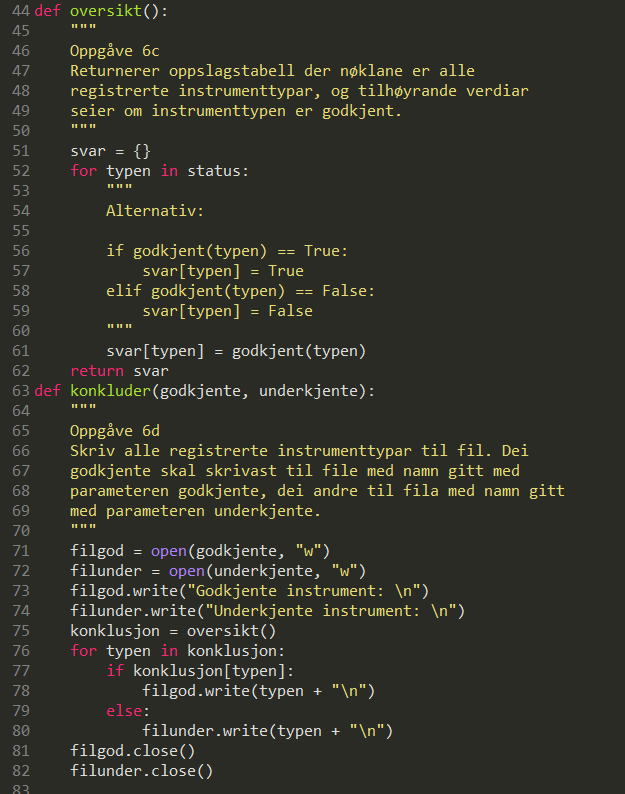 44 def oversikt():
45     """
46     Oppgåve 6c
47     Returnerer oppslagstabell der nøklane er alle
48     registrerte instrumenttypar, og tilhøyrande verdiar
49     seier om instrumenttypen er godkjent.
50     """
51     svar = {}
52     for typen in status:
53         """
54         Alternativ:
55
56         if godkjent(typen) == True:
57             svar[typen] = True
58         elif godkjent(typen) == False:
59             svar[typen] = False
60         """
61         svar[typen] = godkjent(typen)
62     return svar
63 def konkluder(godkjente, underkjente):
64     """
65     Oppgåve 6d
66     Skriv alle registrerte instrumenttypar til fil. Dei
67     godkjente skal skrivast til file med namn gitt med
68     parameteren godkjente, dei andre til fila med namn gitt
69     med parameteren underkjente.
70     """
71     filgod = open(godkjente, "w")
72     filunder = open(underkjente, "w")
73     filgod.write("Godkjente instrument: \n")
74     filunder.write("Underkjente instrument: \n")
75     konklusjon = oversikt()
76     for typen in konklusjon:
77         if konklusjon[typen]:
78             filgod.write(typen + "\n")
79         else:
80             filunder.write(typen + "\n")
81     filgod.close()
82     filunder.close()
83